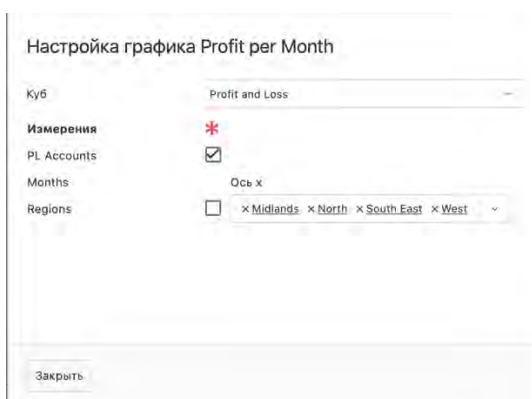 Настройка графика Profit per Month
Куб Profit and Loss
Измерения *
PL Accounts
Months Ось x
Regions × Midlands × North × South East × West
Закрыть